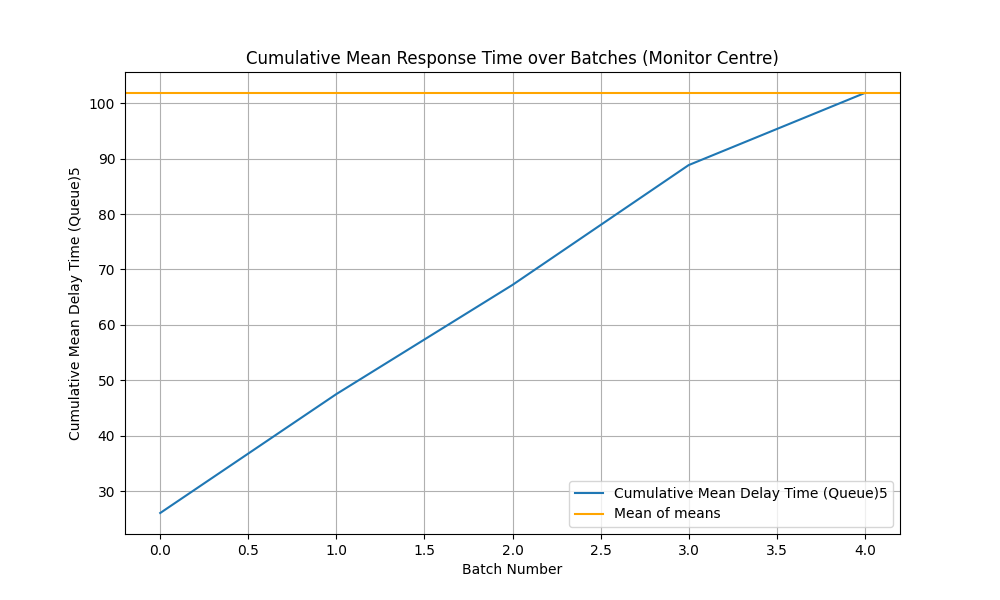 Cumulative Mean Response Time over Batches (Monitor Centre)
Cumulative Mean Delay Time (Queue)5
100
90
80
70
60
50
40
30
Cumulative Mean Delay Time (Queue)5
Mean of means
0.0 0.5 1.0 1.5 2.0 2.5 3.0 3.5 4.0
Batch Number